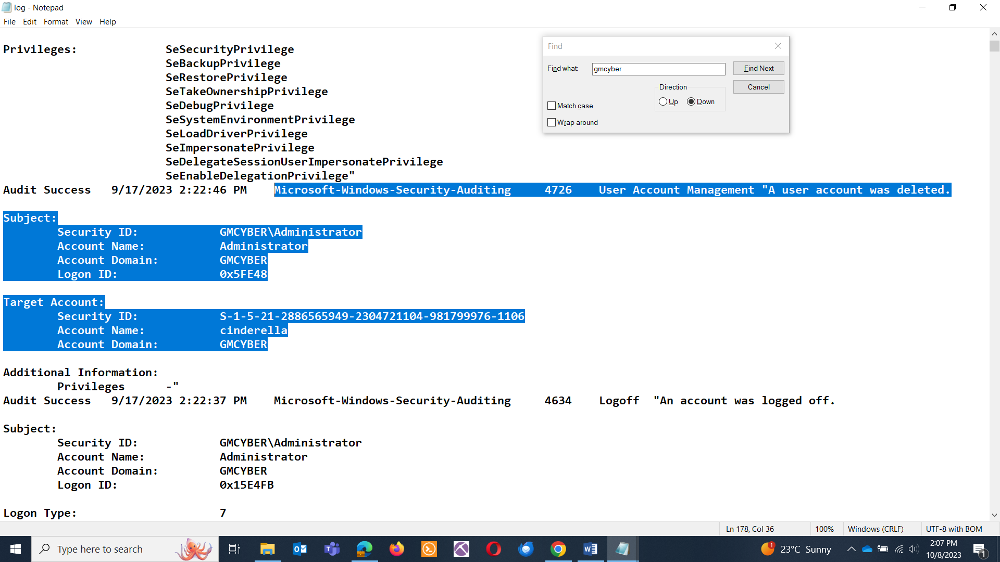 log - Notepad
File Edit Format View Help
Privileges: SeSecurityPrivilege
SeBackupPrivilege
SeRestorePrivilege
SeTakeOwnershipPrivilege
SeDebugPrivilege
SeSystemEnvironmentPrivilege
SeLoadDriverPrivilege
SeImpersonatePrivilege
SeDelegateSessionUserImpersonatePrivilege
SeEnableDelegationPrivilege"
Audit Success 9/17/2023 2:22:46 PM Microsoft-Windows-Security-Auditing 4726 User Account Management "A user account was deleted.
Subject:
Security ID: GMCYBER\Administrator
Account Name: Administrator
Account Domain: GMCYBER
Logon ID: 0x5FE48
Target Account:
Security ID: S-1-5-21-2886565949-2304721104-981799976-1106
Account Name: cinderella
Account Domain: GMCYBER
Additional Information:
Privileges -"
Audit Success 9/17/2023 2:22:37 PM Microsoft-Windows-Security-Auditing 4634 Logoff "An account was logged off.
Subject:
Security ID: GMCYBER\Administrator
Account Name: Administrator
Account Domain: GMCYBER
Logon ID: 0x15E4FB
Logon Type: 7
Find
Find what: gmcyber Find Next
Direction Cancel
Up Down
Match case
Wrap around
Ln 178, Col 36 100% Windows (CRLF) UTF-8 with BOM
Type here to search
1 23°C Sunny
2:07 PM
10/8/2023
1